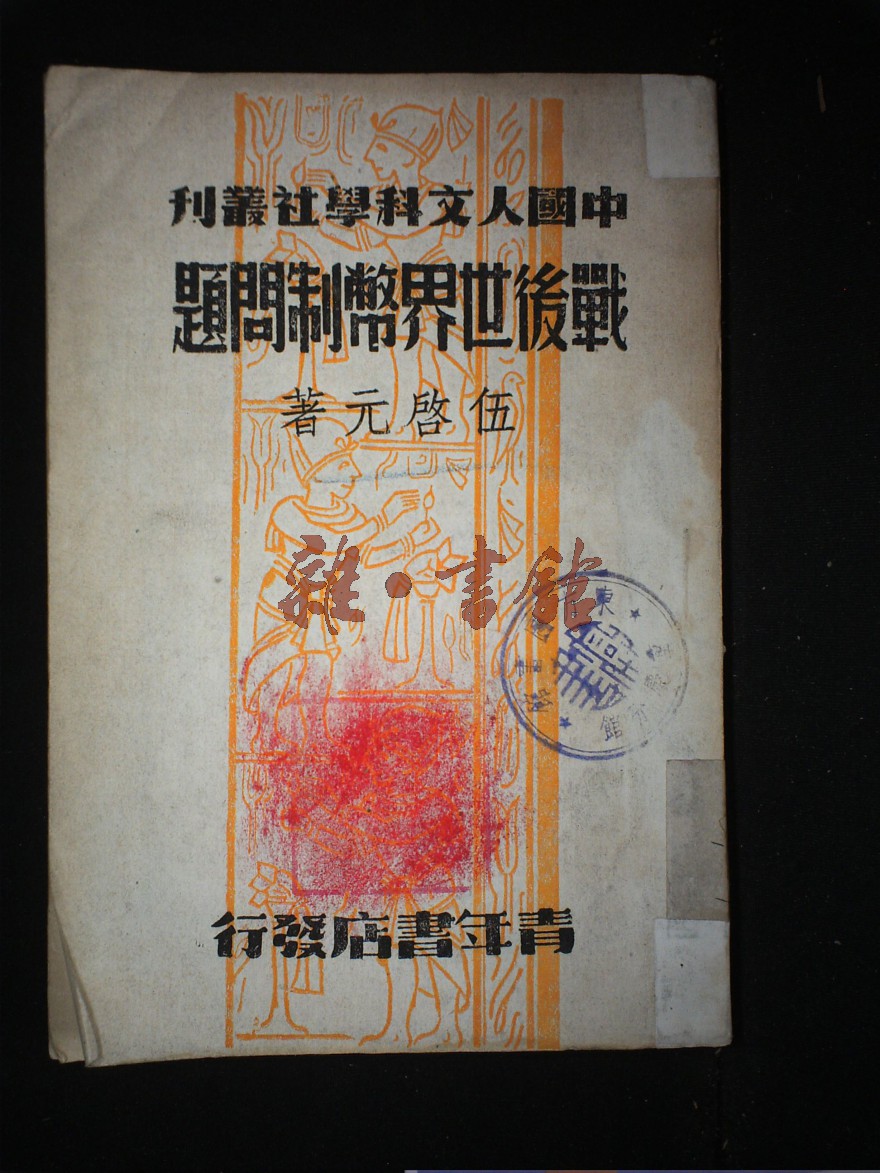 中國人文科學社叢刊
戰後世界幣制問題
伍啓元著
雜·書館
青年書店發行